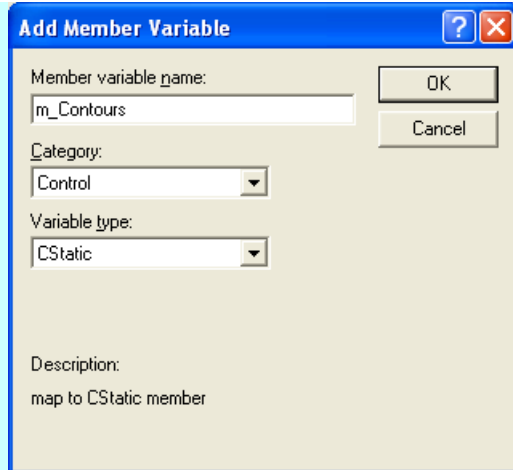 Add Member Variable
Member variable name:
OK
m_Contours
Cancel
Category:
Control
Variable type:
CStatic
Description:
map to CStatic member